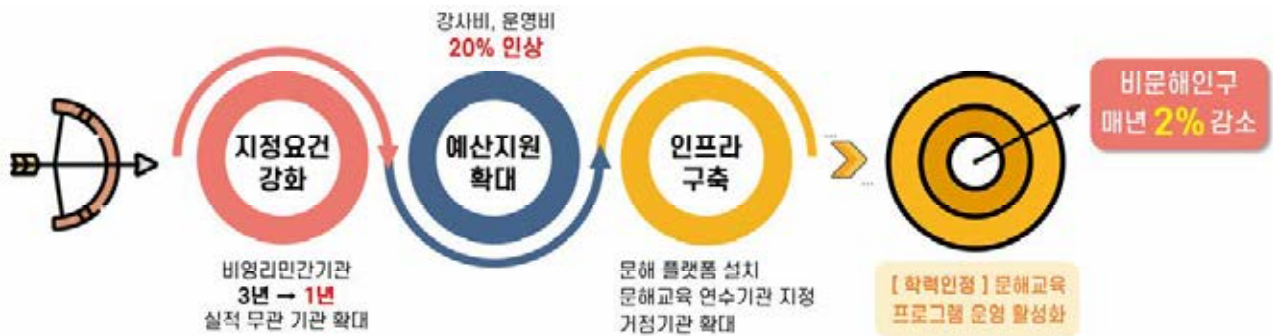 지정요건
강화
비영리민간기관
3년 → 1년
실적 무관 기관 확대
강사비, 운영비
20% 인상
예산지원
확대
인프라
구축
문해 플랫폼 설치
문해교육 연수기관 지정
거점기관 확대
비문해인구
매년 2% 감소
[ 학력인정 ] 문해교육
프로그램 운영 활성화